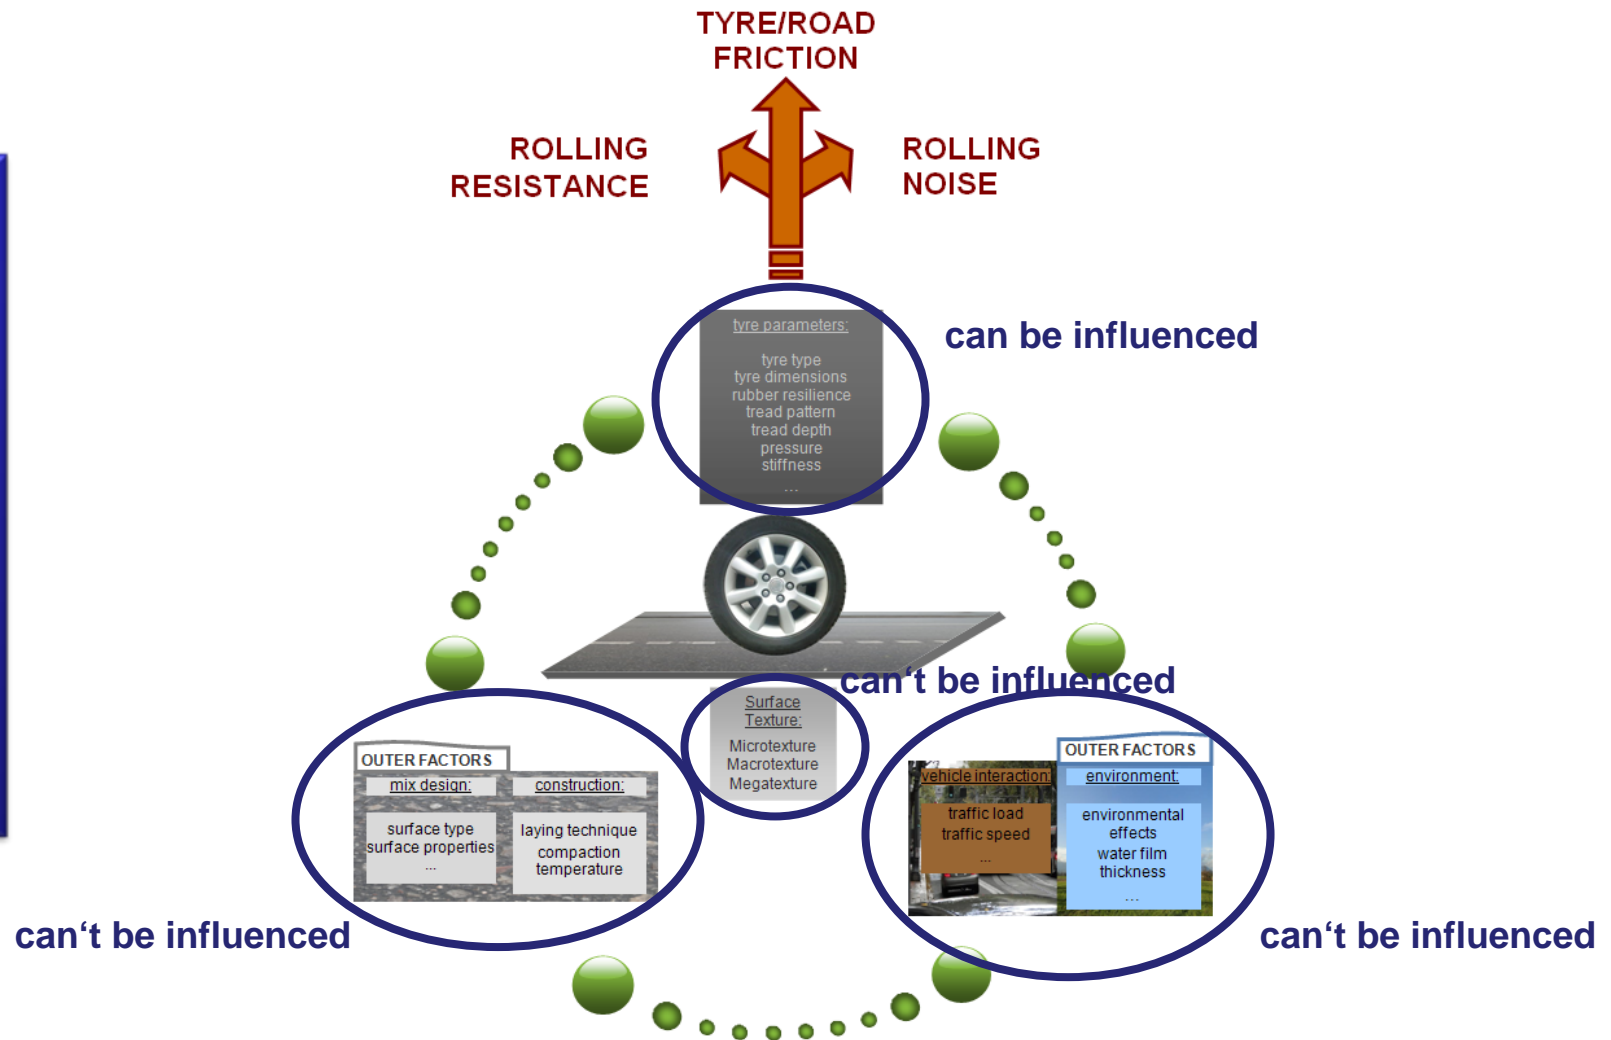 TYRE/ROAD
FRICTION
ROLLING
RESISTANCE
ROLLING
NOISE
tyre parameters:
tyre type
tyre dimensions
rubber resilience
tread pattern
tread depth
pressure
stiffness
...
can be influenced
can‘t be influenced
Surface
Texture:
Microtexture
Macrotexture
Megatexture
OUTER FACTORS
mix design:
surface type
surface properties
...
construction:
laying technique
compaction
temperature
can‘t be influenced
OUTER FACTORS
vehicle interaction:
traffic load
traffic speed
...
environment:
environmental
effects
water film
thickness
...
can‘t be influenced